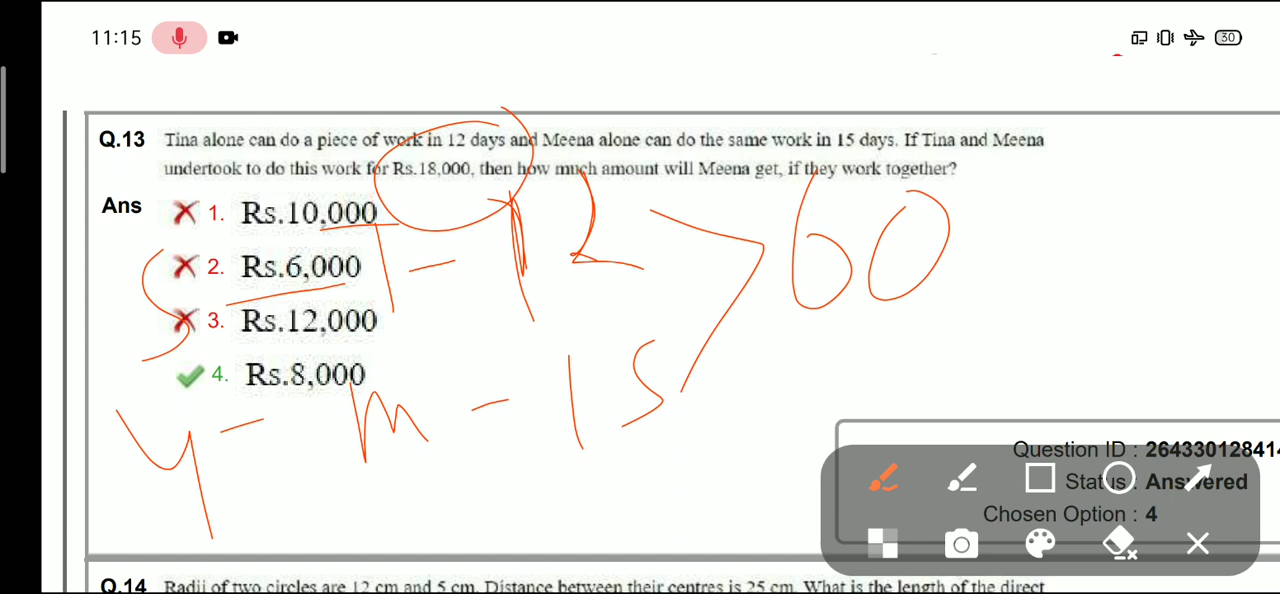 11:15
30
Q.13 Tina alone can do a piece of work in 12 days and Meena alone can do the same work in 15 days. If Tina and Meena
undertook to do this work for Rs.18,000, then how much amount will Meena get, if they work together?
Ans
1. Rs.10,000
2. Rs.6,000
3. Rs.12,000
4. Rs.8,000
5 T - 12
60
4 - m - 15
Question ID : 26433012841
Status : Answered
Chosen Option : 4
Q.14 Radii of two circles are 12 cm and 5 cm. Distance between their centres is 25 cm. What is the length of the direct